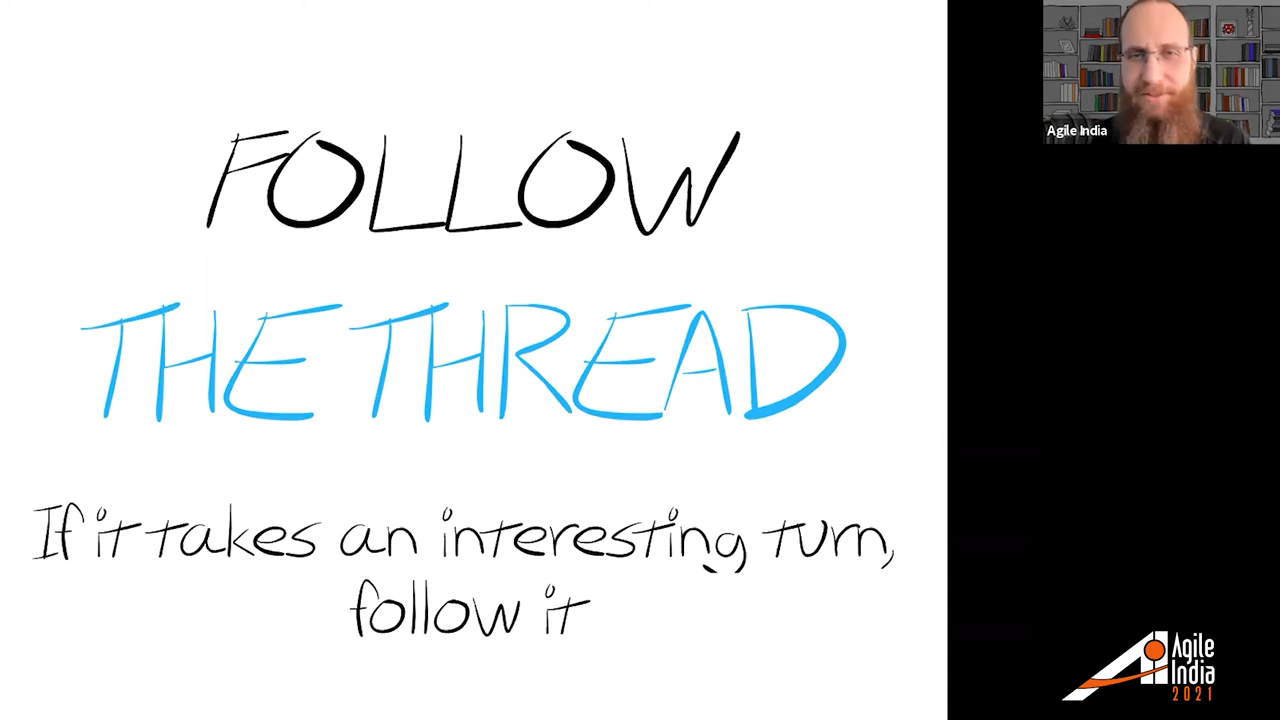 FOLLOW
THE THREAD
If it takes an interesting turn,
follow it
Agile India
Agile
India
2021